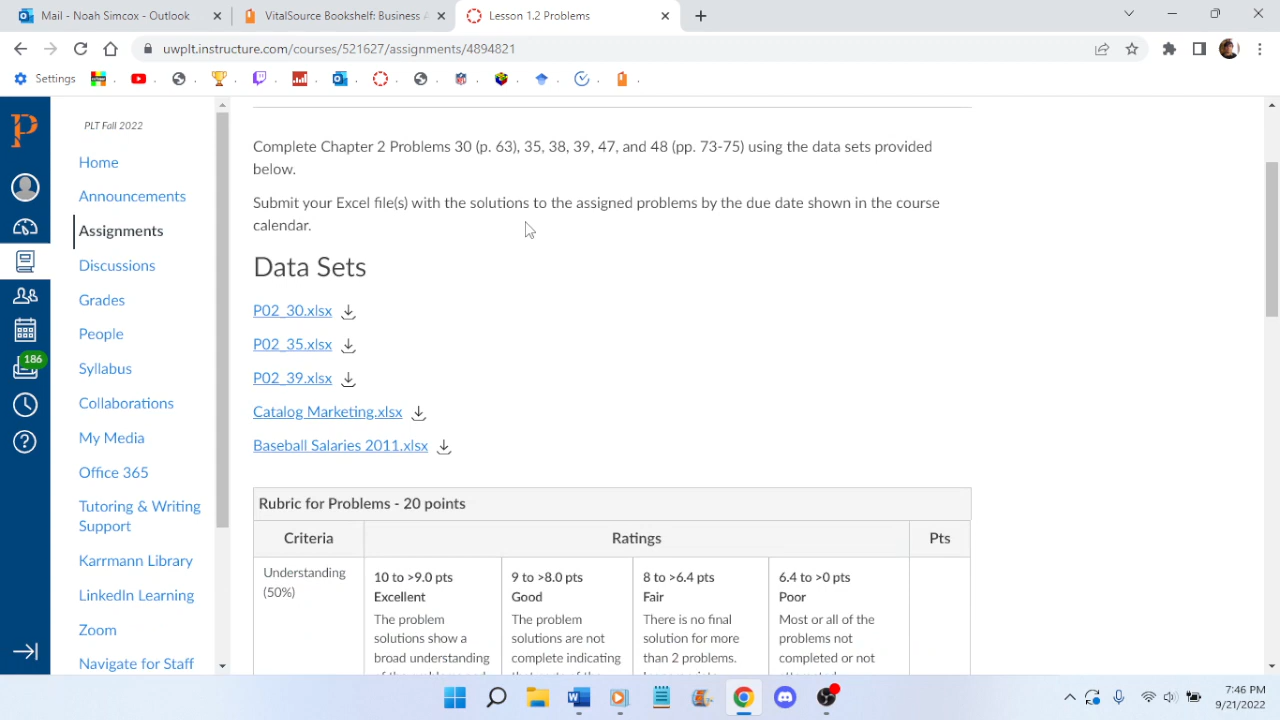 Mail - Noah - Outlook
VitalSource Bookshelf: Business A
Lesson 1.2 Problems
uwplt.instructure.com/courses/521627/assignments/4894821
Settings
PLT Fall 2022
Home
Announcements
Assignments
Discussions
Grades
People
186
Syllabus
Collaborations
My Media
Office 365
Tutoring & Writing
Support
Karrmann Library
LinkedIn Learning
Zoom
Navigate for Staff
Complete Chapter 2 Problems 30 (p. 63), 35, 38, 39, 47, and 48 (pp. 73-75) using the data sets provided
below.
Submit your Excel file(s) with the solutions to the assigned problems by the due date shown in the course
calendar.
Data Sets
P02_30.xlsx
P02_35.xlsx
P02_39.xlsx
Catalog Marketing.xlsx
Baseball Salaries 2011.xlsx
Rubric for Problems - 20 points
Criteria Ratings Pts
Understanding
(50%)
10 to >9.0 pts
Excellent
The problem
solutions show a
broad understanding
9 to >8.0 pts
Good
The problem
solutions are not
complete indicating
8 to >6.4 pts
Fair
There is no final
solution for more
than 2 problems.
6.4 to >0 pts
Poor
Most or all of the
problems not
completed or not
7:46 PM
9/21/2022